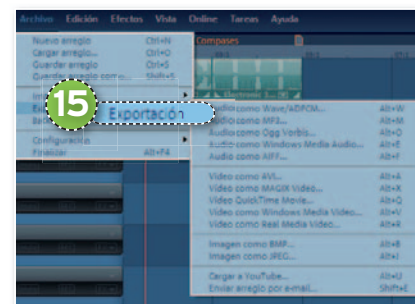 Archivo Edición Efectos Vista Online Tareas Ayuda
Nuevo arreglo Ctrl+N
Cargar arreglo... Ctrl+O
Guardar arreglo Ctrl+S
Guardar arreglo como... Shift+S
Compases
15
Exportación
Configuración
Finalizar Alt+F4
Audio como Wave/ADPCM... Alt+W
Audio como MP3... Alt+M
Audio como Ogg Vorbis... Alt+O
Audio como Windows Media Audio... Alt+E
Audio como AIFF... Alt+F
Video como AVI... Alt+A
Video como MAGIX Video... Alt+X
Video QuickTime Movie... Alt+Q
Video como Windows Media Video... Alt+V
Video como Real Media Video... Alt+R
Imagen como BMP... Alt+B
Imagen como JPEG... Alt+J
Cargar a YouTube... Alt+U
Enviar arreglo por e-mail... Shift+E